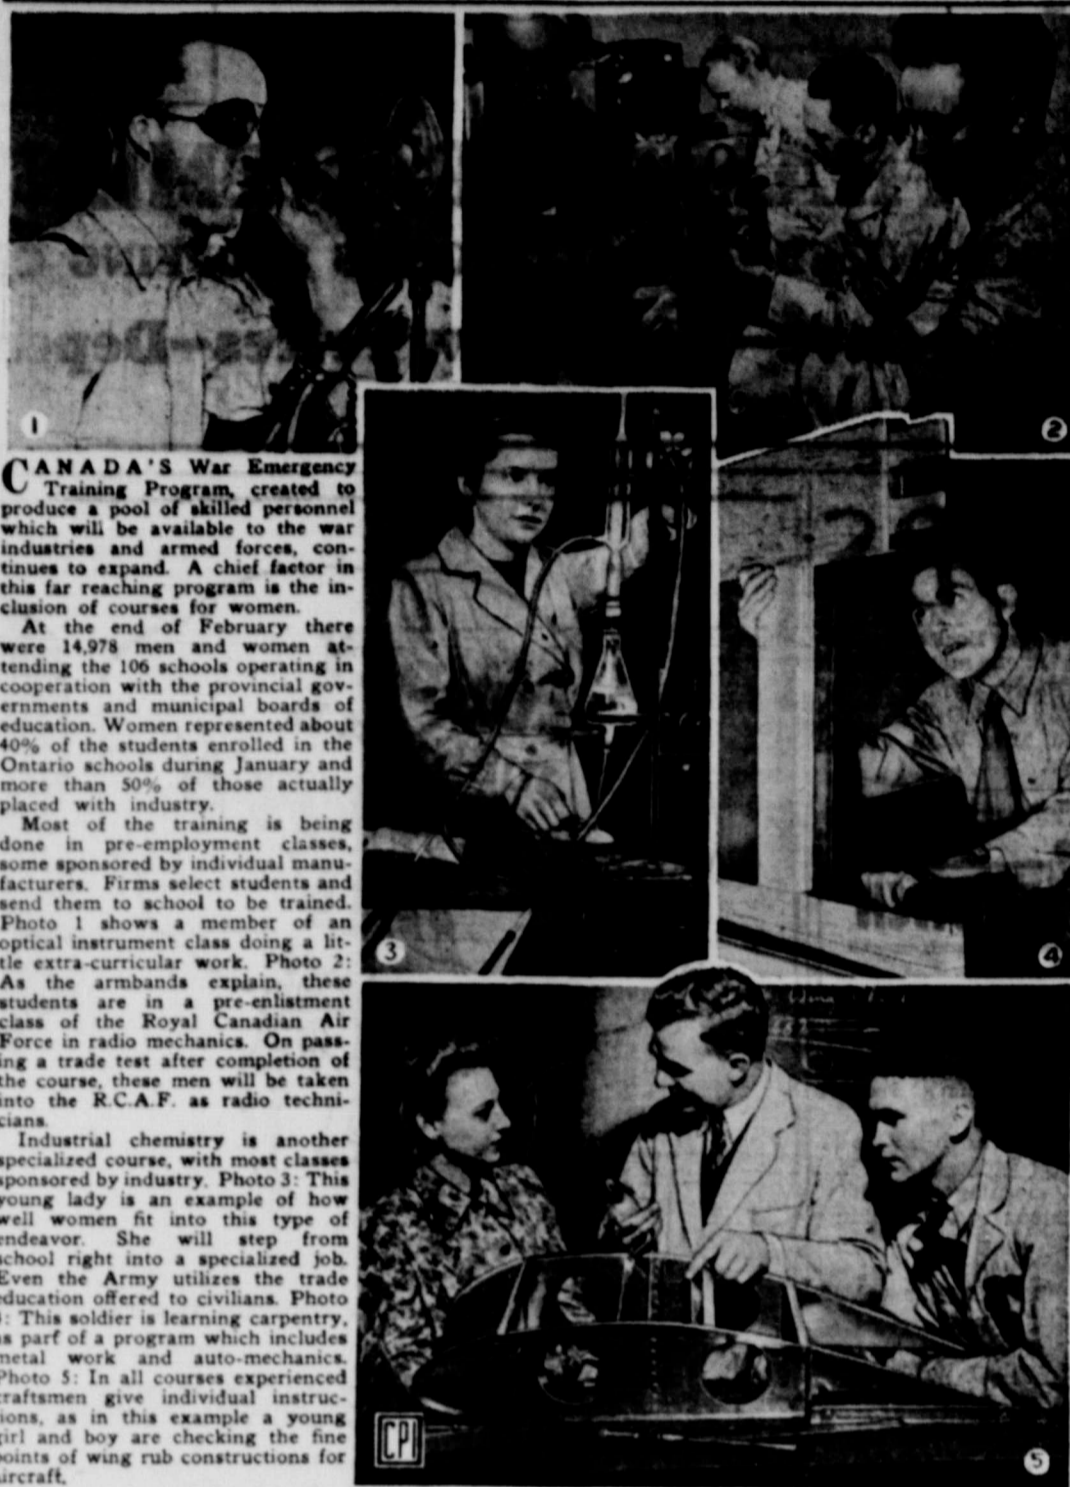 CANADA'S War Emergency
Training Program, created to
produce a pool of skilled personnel
which will be available to the war
industries and armed forces, con-
tinues to expand. A chief factor in
this far reaching program is the in-
clusion of courses for women.
At the end of February there
were 14,978 men and women at-
tending the 106 schools operating in
cooperation with the provincial gov-
ernments and municipal boards of
education. Women represented about
40% of the students enrolled in the
Ontario schools during January and
more than 50% of those actually
placed with industry.
Most of the training is being
done in pre-employment classes,
some sponsored by individual manu-
facturers. Firms select students and
send them to school to be trained.
Photo 1 shows a member of an
optical instrument class doing a lit-
tle extra-curricular work. Photo 2:
As the armbands explain, these
students are in a pre-enlistment
class of the Royal Canadian Air
Force in radio mechanics. On pass-
ing a trade test after completion of
the course, these men will be taken
into the R.C.A.F. as radio techni-
cians.
Industrial chemistry is another
specialized course, with most classes
sponsored by industry. Photo 3: This
young lady is an example of how
well women fit into this type of
endeavor. She will step from
school right into a specialized job.
Even the Army utilizes the trade
education offered to civilians. Photo
: This soldier is learning carpentry,
as part of a program which includes
metal work and auto-mechanics.
Photo 5: In all courses experienced
craftsmen give individual instruc-
ions, as in this example a young
girl and boy are checking the fine
points of wing rub constructions for
aircraft.
1
2
3
4
5
CPI